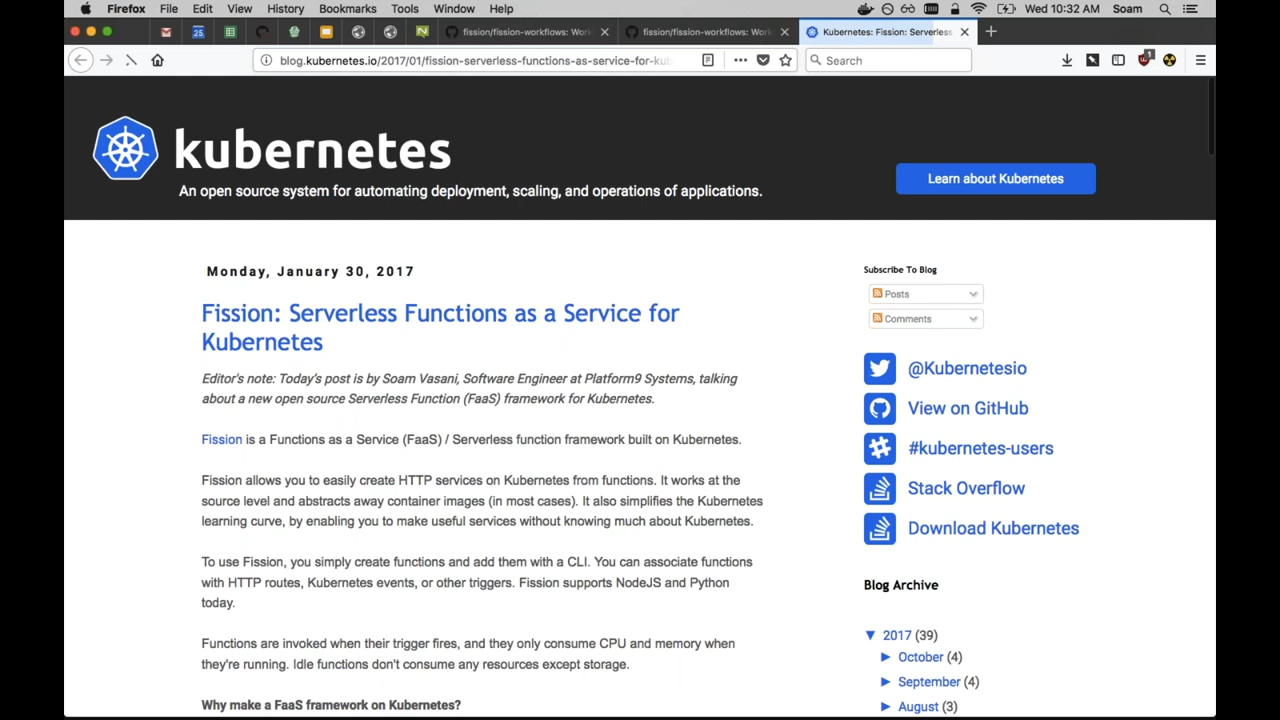 Firefox File Edit View History Bookmarks Tools Window Help Wed 10:32 AM Soam
25 N fission/fission-workflows: Work fission/fission-workflows: Work Kubernetes: Fission: Serverless
blog.kubernetes.io/2017/01/fission-serverless-functions-as-service-for-kub Search 1
kubernetes
An open source system for automating deployment, scaling, and operations of applications.
Learn about Kubernetes
Monday, January 30, 2017
Fission: Serverless Functions as a Service for
Kubernetes
Editor's note: Today's post is by Soam Vasani, Software Engineer at Platform9 Systems, talking
about a new open source Serverless Function (FaaS) framework for Kubernetes.
Fission is a Functions as a Service (FaaS) / Serverless function framework built on Kubernetes.
Fission allows you to easily create HTTP services on Kubernetes from functions. It works at the
source level and abstracts away container images (in most cases). It also simplifies the Kubernetes
learning curve, by enabling you to make useful services without knowing much about Kubernetes.
To use Fission, you simply create functions and add them with a CLI. You can associate functions
with HTTP routes, Kubernetes events, or other triggers. Fission supports NodeJS and Python
today.
Functions are invoked when their trigger fires, and they only consume CPU and memory when
they're running. Idle functions don't consume any resources except storage.
Why make a FaaS framework on Kubernetes?
Subscribe To Blog
Posts
Comments
@Kubernetesio
View on GitHub
#kubernetes-users
Stack Overflow
Download Kubernetes
Blog Archive
▼ 2017 (39)
► October (4)
► September (4)
► August (3)